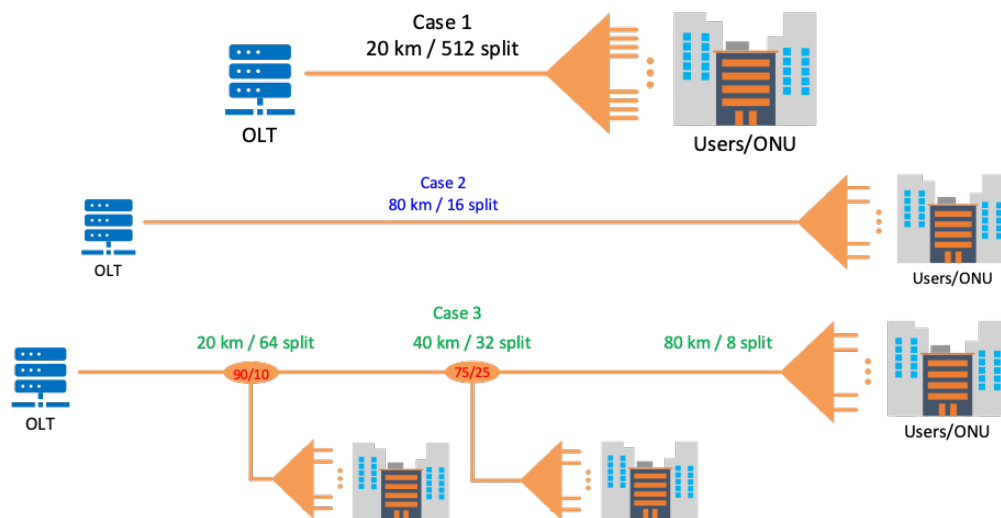 Case 1
20 km / 512 split
OLT
Users/ONU
Case 2
80 km / 16 split
OLT
Users/ONU
Case 3
20 km / 64 split
40 km / 32 split
80 km / 8 split
90/10
75/25
OLT
Users/ONU